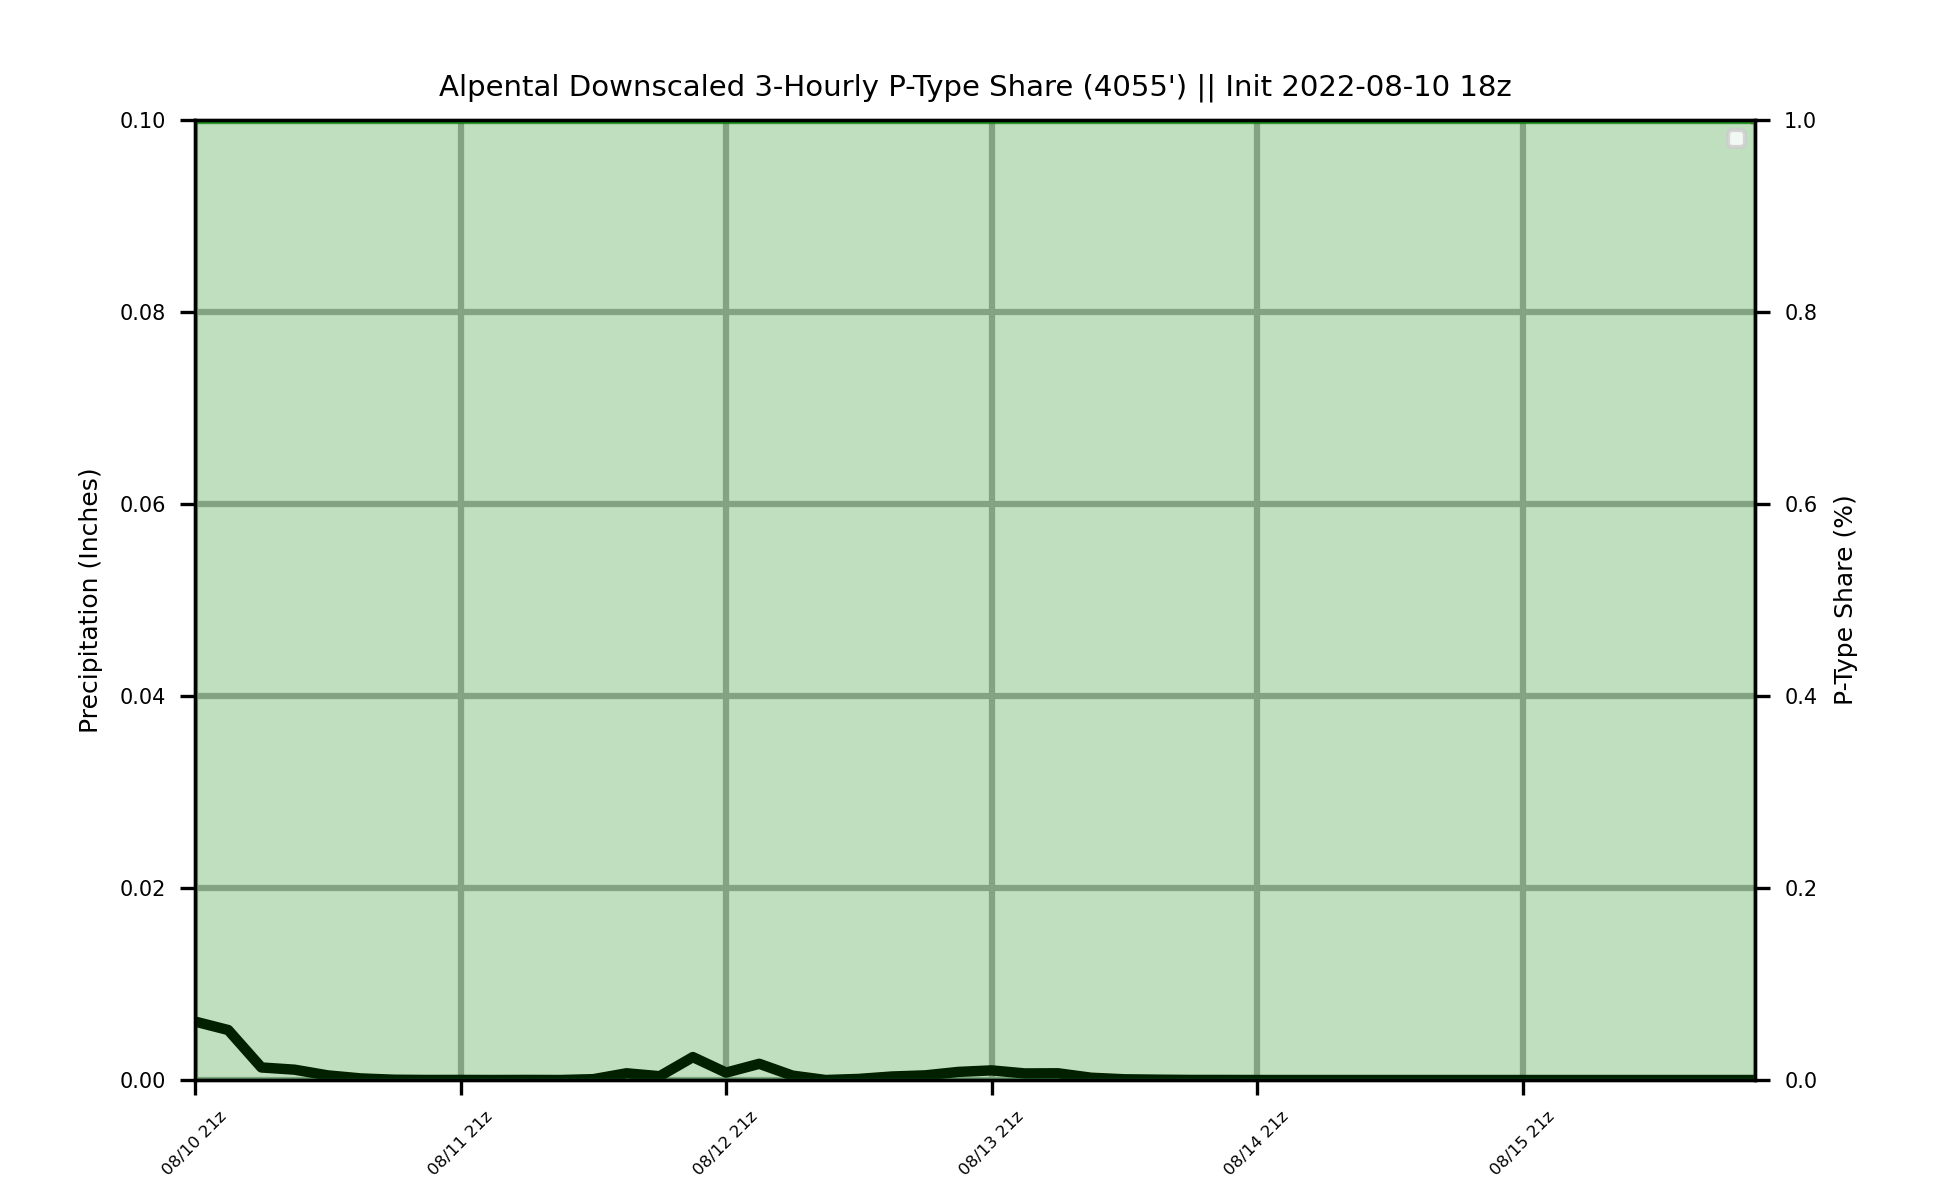 Alpental Downscaled 3-Hourly P-Type Share (4055') || Init 2022-08-10 18z
Precipitation (Inches)
0.10
0.08
0.06
0.04
0.02
0.00
1.0
0.8
0.6
0.4
0.2
0.0
P-Type Share (%)
08/10 21z
08/11 21z
08/12 21z
08/13 21z
08/14 21z
08/15 21z